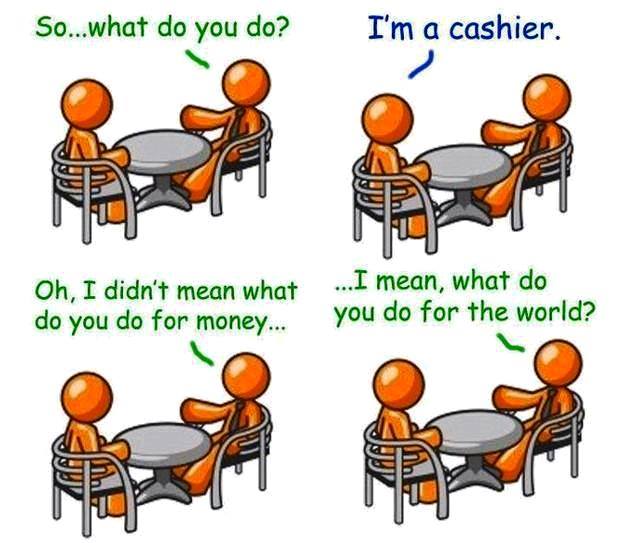 So...what do you do?
I'm a cashier.
Oh, I didn't mean what
do you do for money...
...I mean, what do
you do for the world?